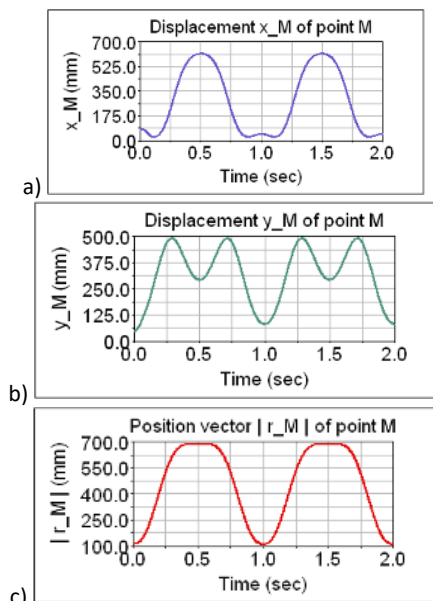 Displacement x_M of point M
700.0
525.0
350.0
175.0
0.0
x_M (mm)
0.0 0.5 1.0 1.5 2.0
Time (sec)
a)
Displacement y_M of point M
500.0
375.0
250.0
125.0
0.0
y_M (mm)
0.0 0.5 1.0 1.5 2.0
Time (sec)
b)
Position vector | r_M | of point M
700.0
550.0
400.0
250.0
100.0
| r_M | (mm)
0.0 0.5 1.0 1.5 2.0
Time (sec)
c)